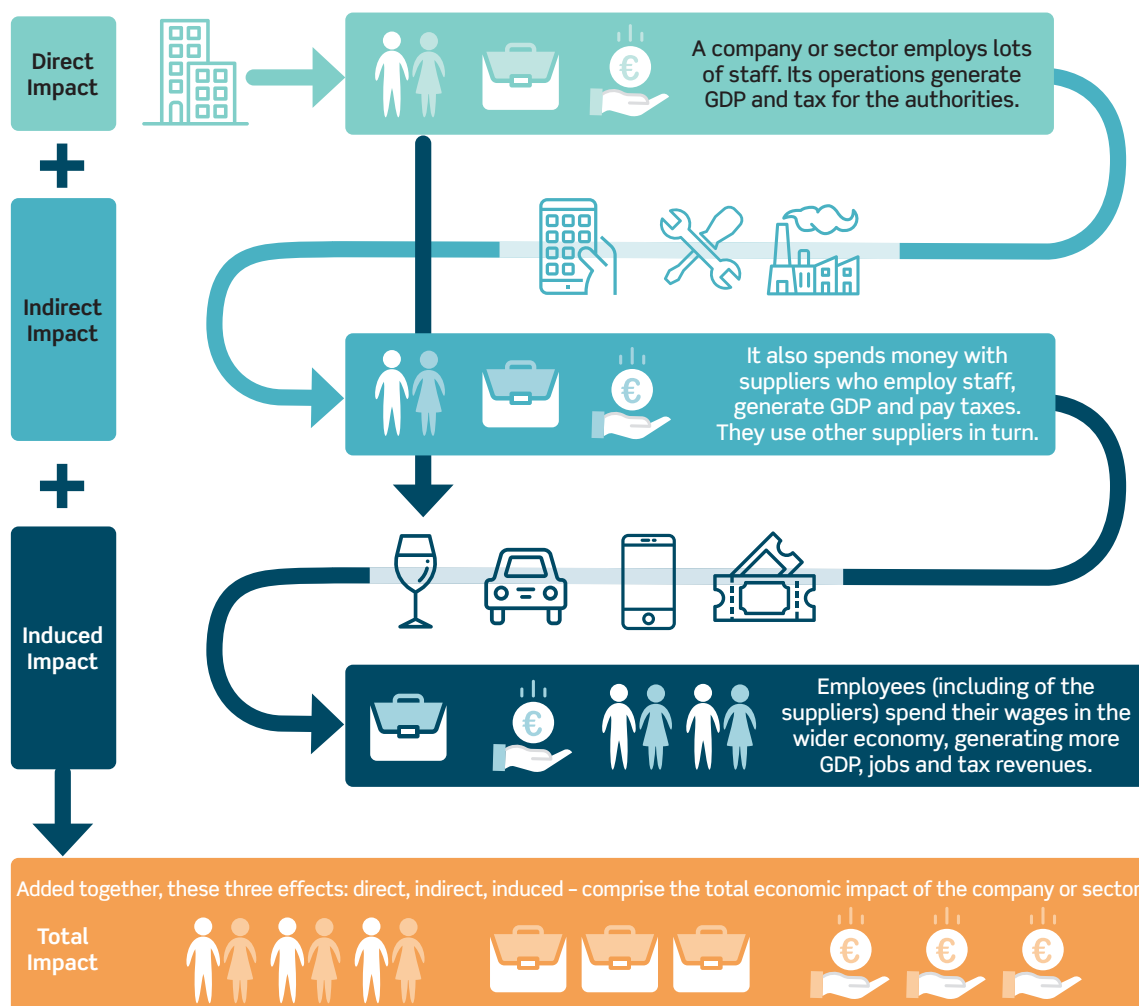 Direct
Impact
A company or sector employs lots
of staff. Its operations generate
GDP and tax for the authorities.
€
+
Indirect
Impact
It also spends money with
suppliers who employ staff,
generate GDP and pay taxes.
They use other suppliers in turn.
€
+
Induced
Impact
€
Employees (including of the
suppliers) spend their wages in the
wider economy, generating more
GDP, jobs and tax revenues.
Added together, these three effects: direct, indirect, induced – comprise the total economic impact of the company or sector
Total
Impact
€ € €